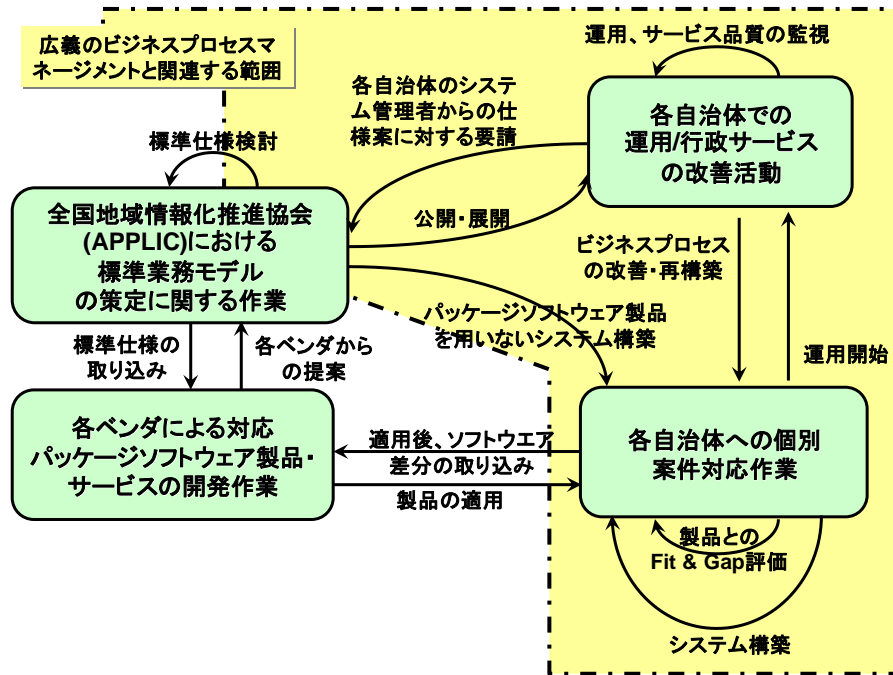 広義のビジネスプロセスマ
ネージメントと関連する範囲
運用、サービス品質の監視
各自治体のシステ
ム管理者からの仕
様案に対する要請
各自治体での
運用/行政サービス
の改善活動
標準仕様検討
全国地域情報化推進協会
(APPLIC)における
標準業務モデル
の策定に関する作業
公開・展開
ビジネスプロセス
の改善・再構築
パッケージソフトウェア製品
を用いないシステム構築
運用開始
標準仕様の
取り込み
各ベンダから
の提案
各ベンダによる対応
パッケージソフトウェア製品・
サービスの開発作業
適用後、ソフトウエア
差分の取り込み
製品の適用
各自治体への個別
案件対応作業
製品との
Fit & Gap評価
システム構築